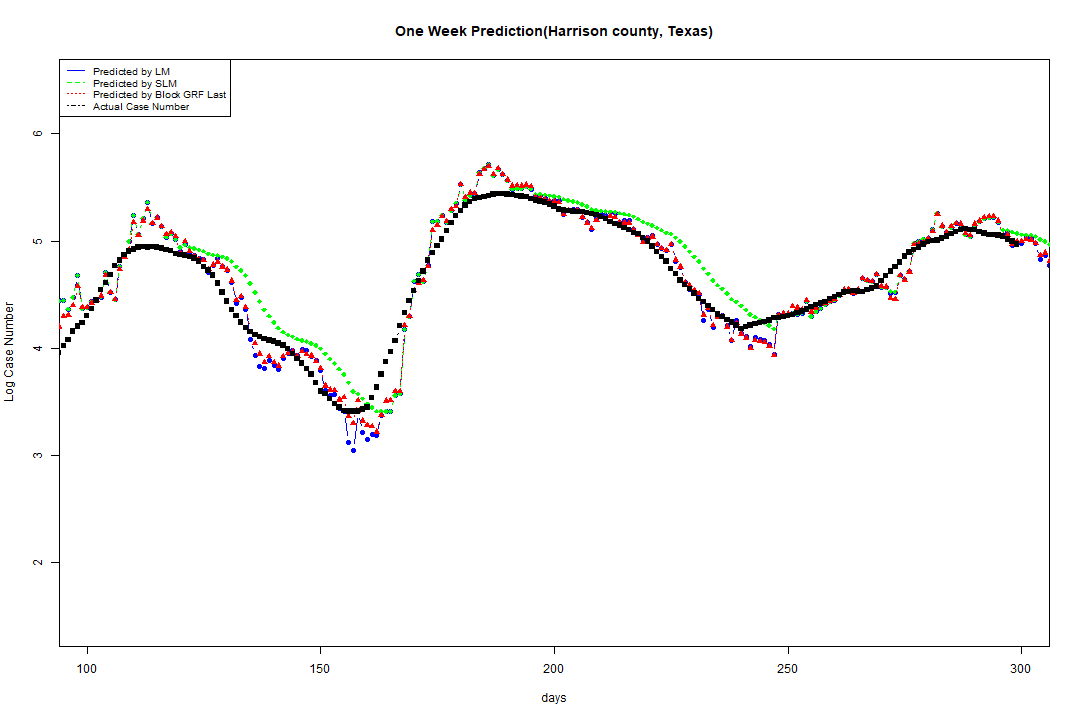 One Week Prediction(Harrison county, Texas)
Predicted by LM
Predicted by SLM
Predicted by Block GRF Last
Actual Case Number
6
5
4
3
2
Log Case Number
100 150 200 250 300
days